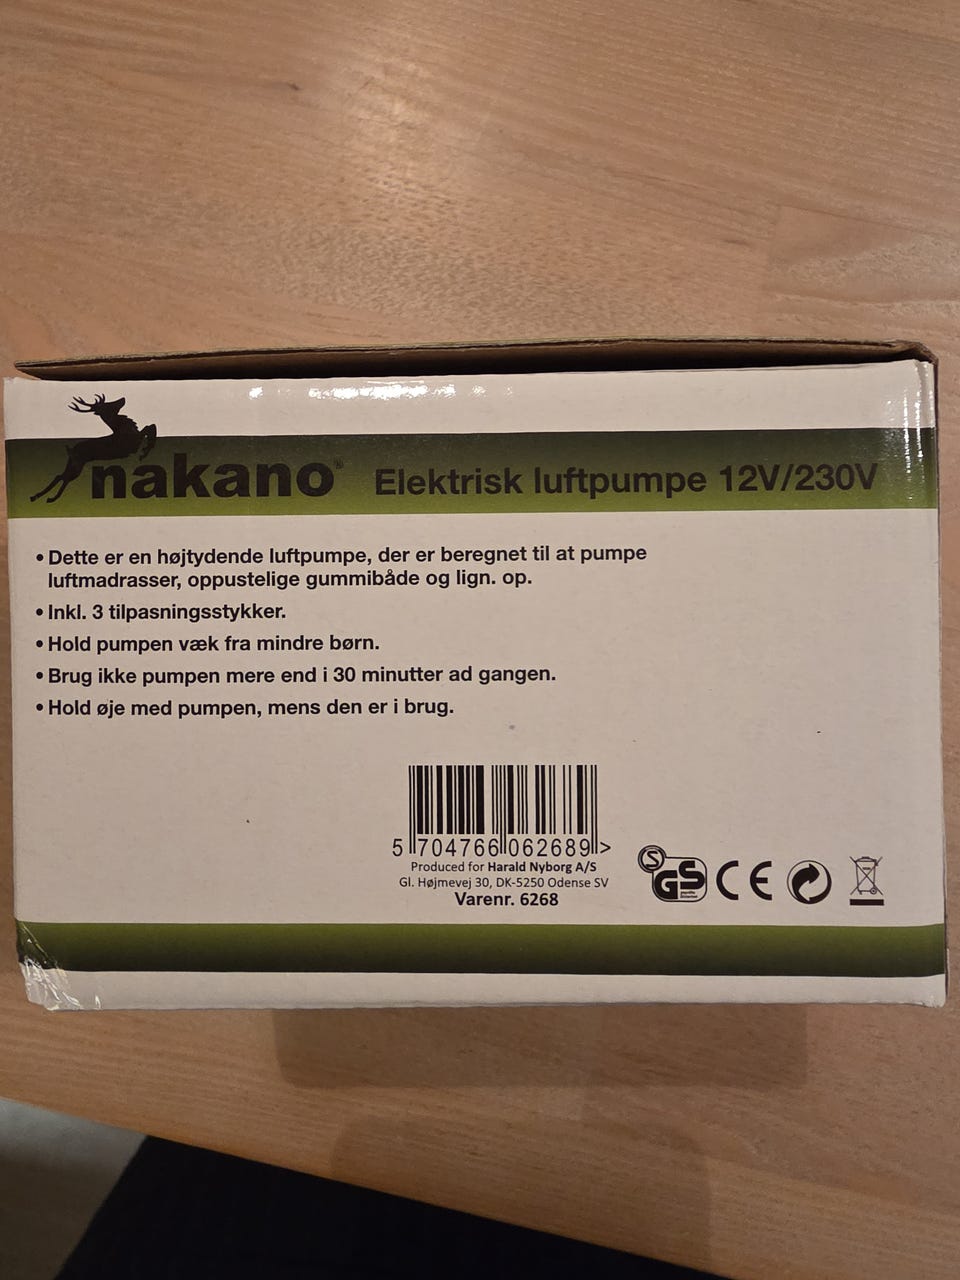 nakano® Elektrisk luftpumpe 12V/230V
• Dette er en højtydende luftpumpe, der er beregnet til at pumpe
luftmadrasser, oppustelige gummibåde og lign. op.
• Inkl. 3 tilpasningsstykker.
• Hold pumpen væk fra mindre børn.
• Brug ikke pumpen mere end i 30 minutter ad gangen.
• Hold øje med pumpen, mens den er i brug.
5 704766 062689 >
Produced for Harald Nyborg A/S
Gl. Højmevej 30, DK-5250 Odense SV
Varenr. 6268
S GS CE